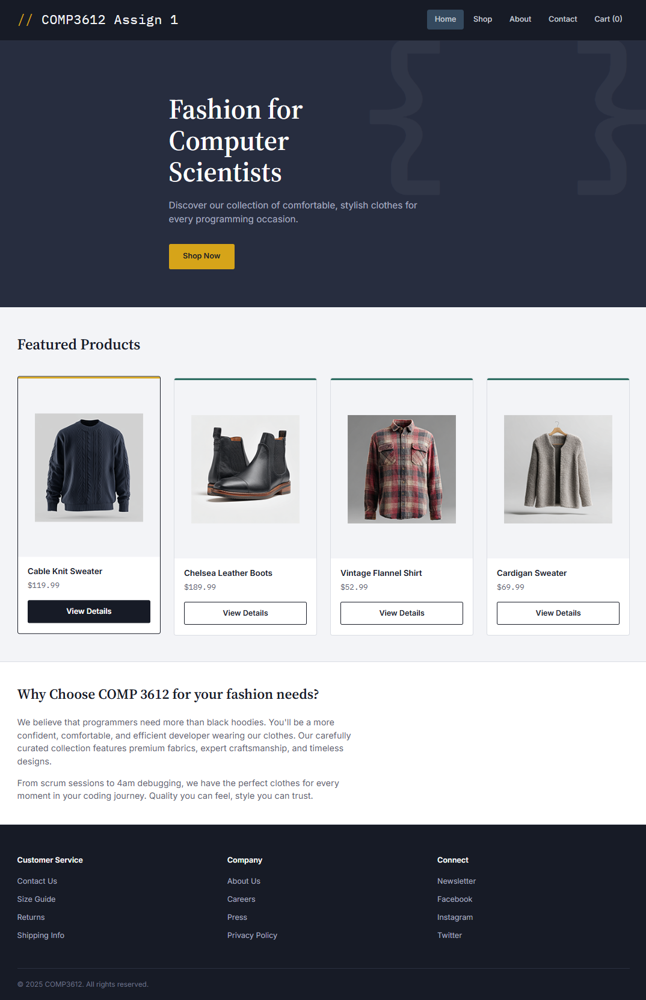 // COMP3612 Assign 1
Home Shop About Contact Cart (0)
{ }
Fashion for
Computer
Scientists
Discover our collection of comfortable, stylish clothes for
every programming occasion.
Shop Now
Featured Products
Cable Knit Sweater
$119.99
View Details
Chelsea Leather Boots
$189.99
View Details
Vintage Flannel Shirt
$52.99
View Details
Cardigan Sweater
$69.99
View Details
Why Choose COMP 3612 for your fashion needs?
We believe that programmers need more than black hoodies. You'll be a more
confident, comfortable, and efficient developer wearing our clothes. Our carefully
curated collection features premium fabrics, expert craftsmanship, and timeless
designs.
From scrum sessions to 4am debugging, we have the perfect clothes for every
moment in your coding journey. Quality you can feel, style you can trust.
Customer Service
Contact Us
Size Guide
Returns
Shipping Info
Company
About Us
Careers
Press
Privacy Policy
Connect
Newsletter
Facebook
Instagram
Twitter
© 2025 COMP3612. All rights reserved.